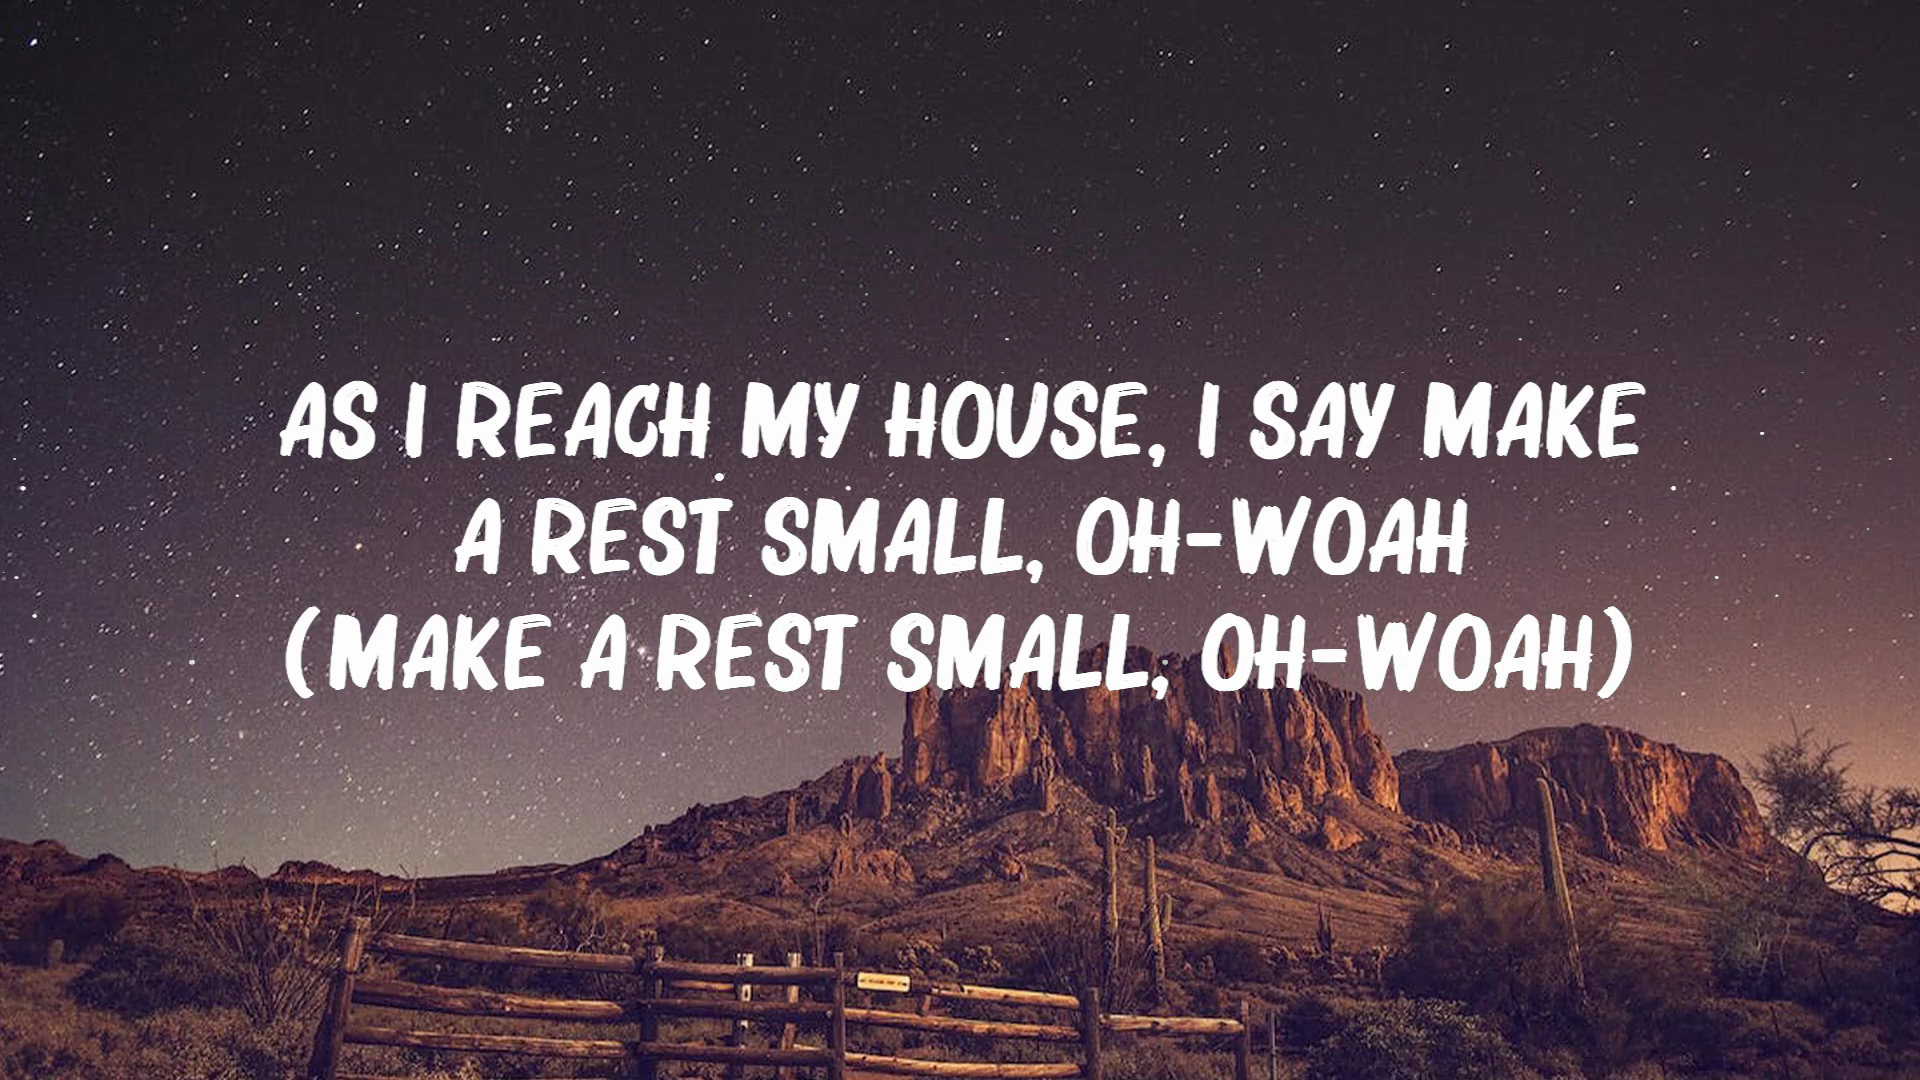 AS I REACH MY HOUSE, I SAY MAKE
A REST SMALL, OH-WOAH
(MAKE A REST SMALL, OH-WOAH)